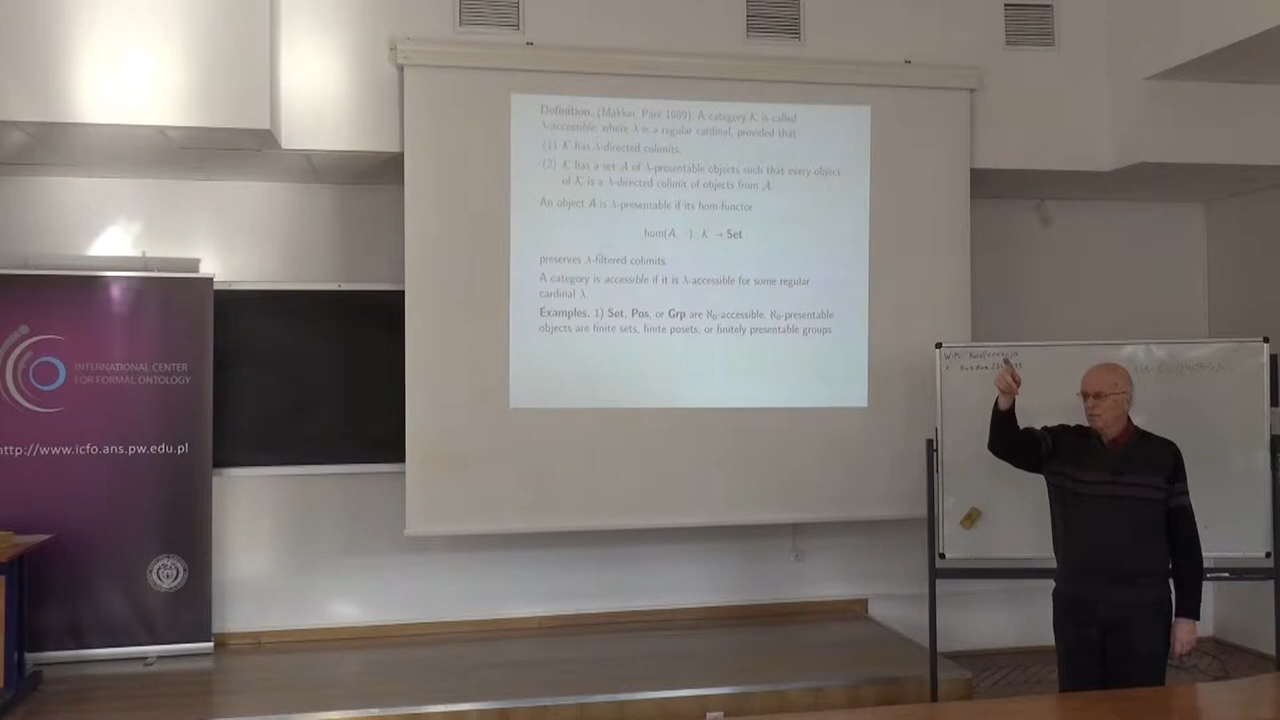 Definition. (Makkai, Paré 1989) A category K is called
λ-accessible, where λ is a regular cardinal, provided that
(1) K has λ-directed colimits.
(2) K has a set A of λ-presentable objects such that every object
of K is a λ-directed colimit of objects from A.
An object A is λ-presentable if its hom-functor
hom(A, -) : K → Set
preserves λ-filtered colimits.
A category is accessible if it is λ-accessible for some regular
cardinal λ.
Examples. 1) Set, Pos, or Grp are ℵ₀-accessible. ℵ₀-presentable
objects are finite sets, finite posets, or finitely presentable groups
INTERNATIONAL CENTER
FOR FORMAL ONTOLOGY
http://www.icfo.ans.pw.edu.pl